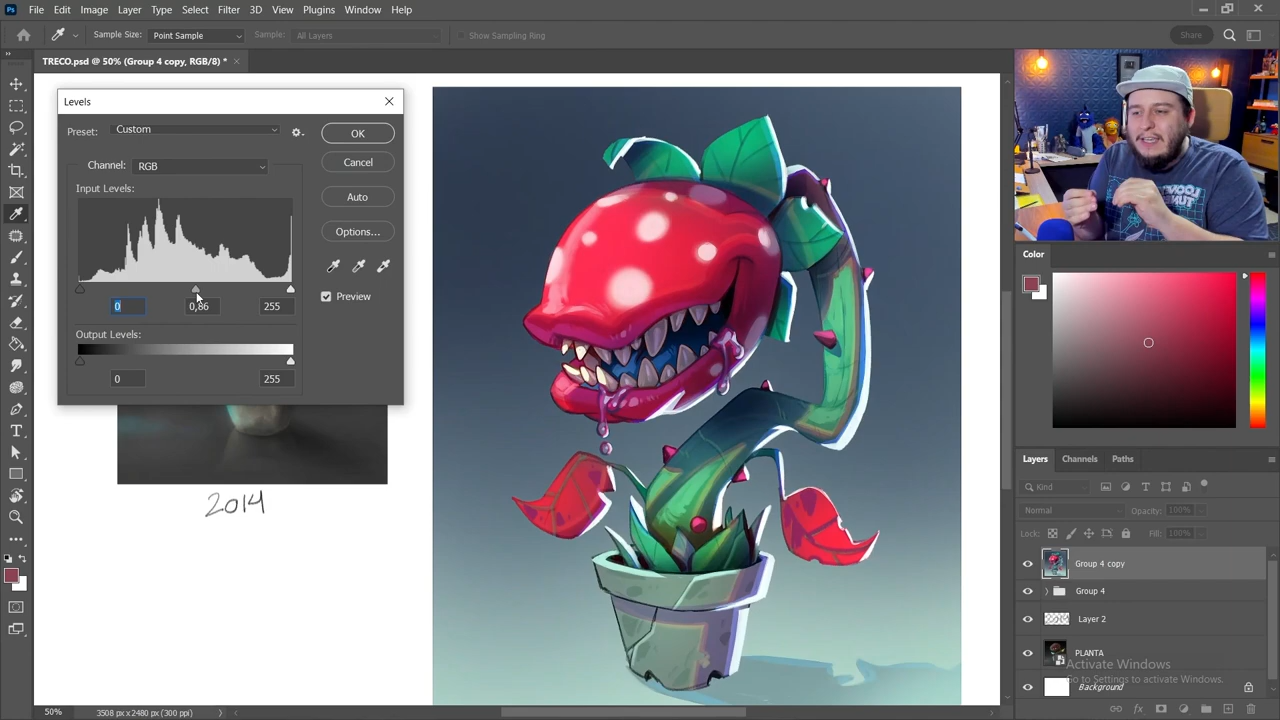 Ps File Edit Image Layer Type Select Filter 3D View Plugins Window Help
Sample Size: Point Sample Sample: All Layers Show Sampling Ring Share
TRECO.psd @ 50% (Group 4 copy, RGB/8) *
Levels
Preset: Custom
OK
Channel: RGB
Cancel
Input Levels:
Auto
Options...
Preview
0 0,86 255
Output Levels:
0 255
2014
LOONEY
TUNE
Color
Layers Channels Paths
Kind
Normal Opacity: 100%
Lock: Fill: 100%
Group 4 copy
Group 4
Layer 2
PLANTA
Activate Windows
Go to Settings to activate Windows.
Background
50% 3508 px x 2480 px (300 ppi)
fx